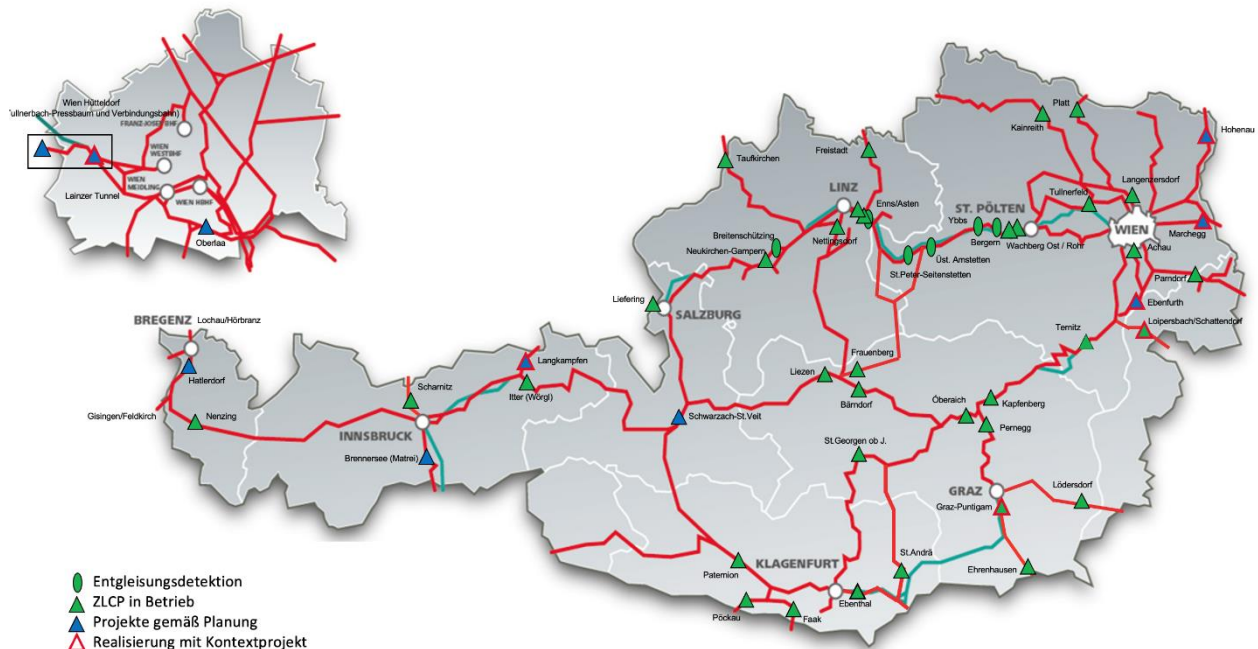 Wien Hütteldorf
Tullnerbach-Pressbaum und Verbindungsbahn)
FRANZ-JOSEF BHF
WIEN
WESTBHF
WIEN
MEIDLING
WIEN HBHF
Lainzer Tunnel
Oberlaa
Platt
Kainreith
Hohenau
Taufkirchen
Freistadt
LINZ
Langenzersdorf
Tullnerfeld
Enns/Asten
ST. PÖLTEN
Ybbs
WIEN
Marchegg
Breitenschützing
Nettingsdorf
Bergern
Wachberg Ost / Rohr
Achau
Neukirchen-Gampern
Üst. Amstetten
St.Peter-Seitenstetten
Parndorf
Liefering
SALZBURG
Ebenfurth
BREGENZ
Lochau/Hörbranz
Loipersbach/Schattendorf
Ternitz
Langkampfen
Frauenberg
Hatlerdorf
Liezen
Scharnitz
Itter (Wörgl)
Bärndorf
Kapfenberg
Gisingen/Feldkirch
Nenzing
Schwarzach-St.Veit
Öberaich
Pernegg
INNSBRUCK
St.Georgen ob J.
Brennersee (Matrei)
GRAZ
Lödersdorf
Graz-Puntigam
KLAGENFURT
St.Andrä
Paternion
Ehrenhausen
Ebenthal
Pöckau
Faak
Entgleisungsdetektion
ZLCP in Betrieb
Projekte gemäß Planung
Realisierung mit Kontextprojekt